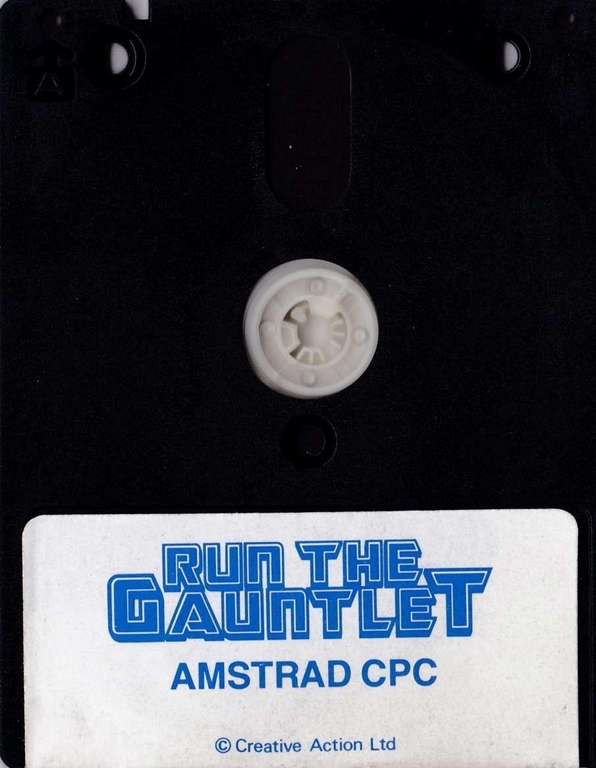 RUN THE
GAUNTLET
AMSTRAD CPC
© Creative Action Ltd